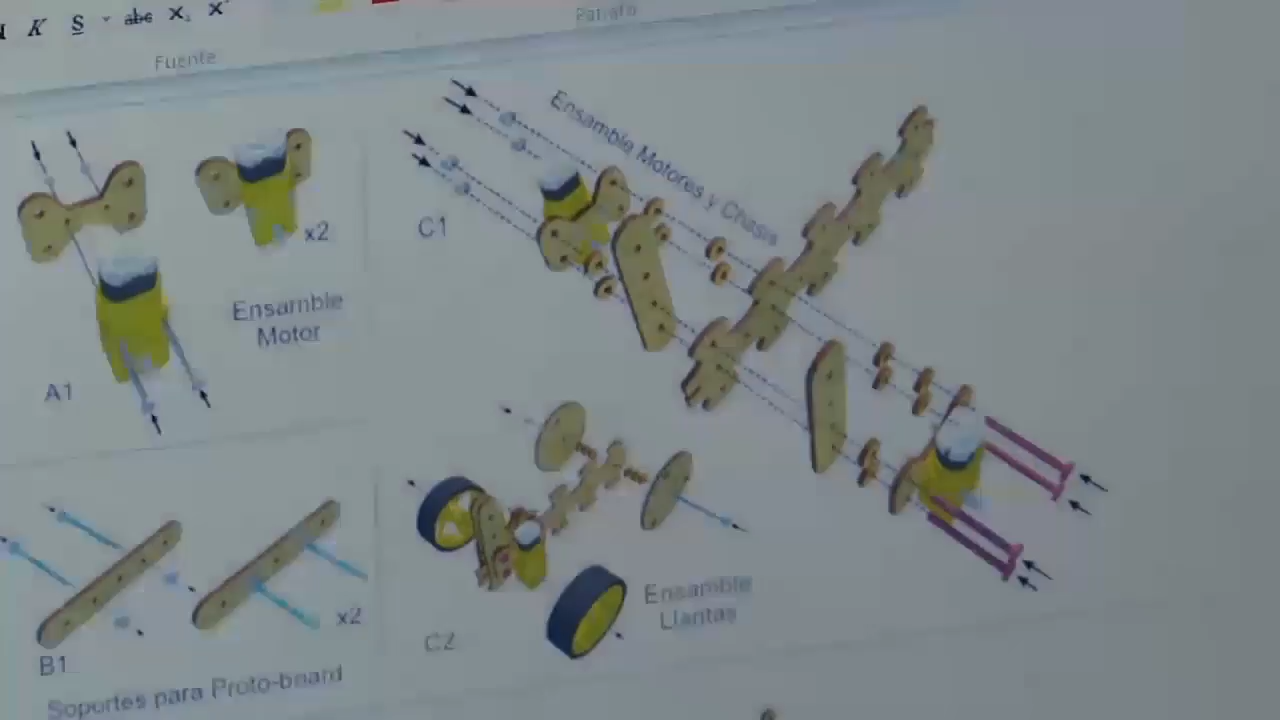 K S abc X, X
Fuente
Párrafo
Ensamble Motores y Chasis
C1
x2
Ensamble
Motor
A1
Ensamble
Llantas
C2
x2
B1
Soportes para Proto-board